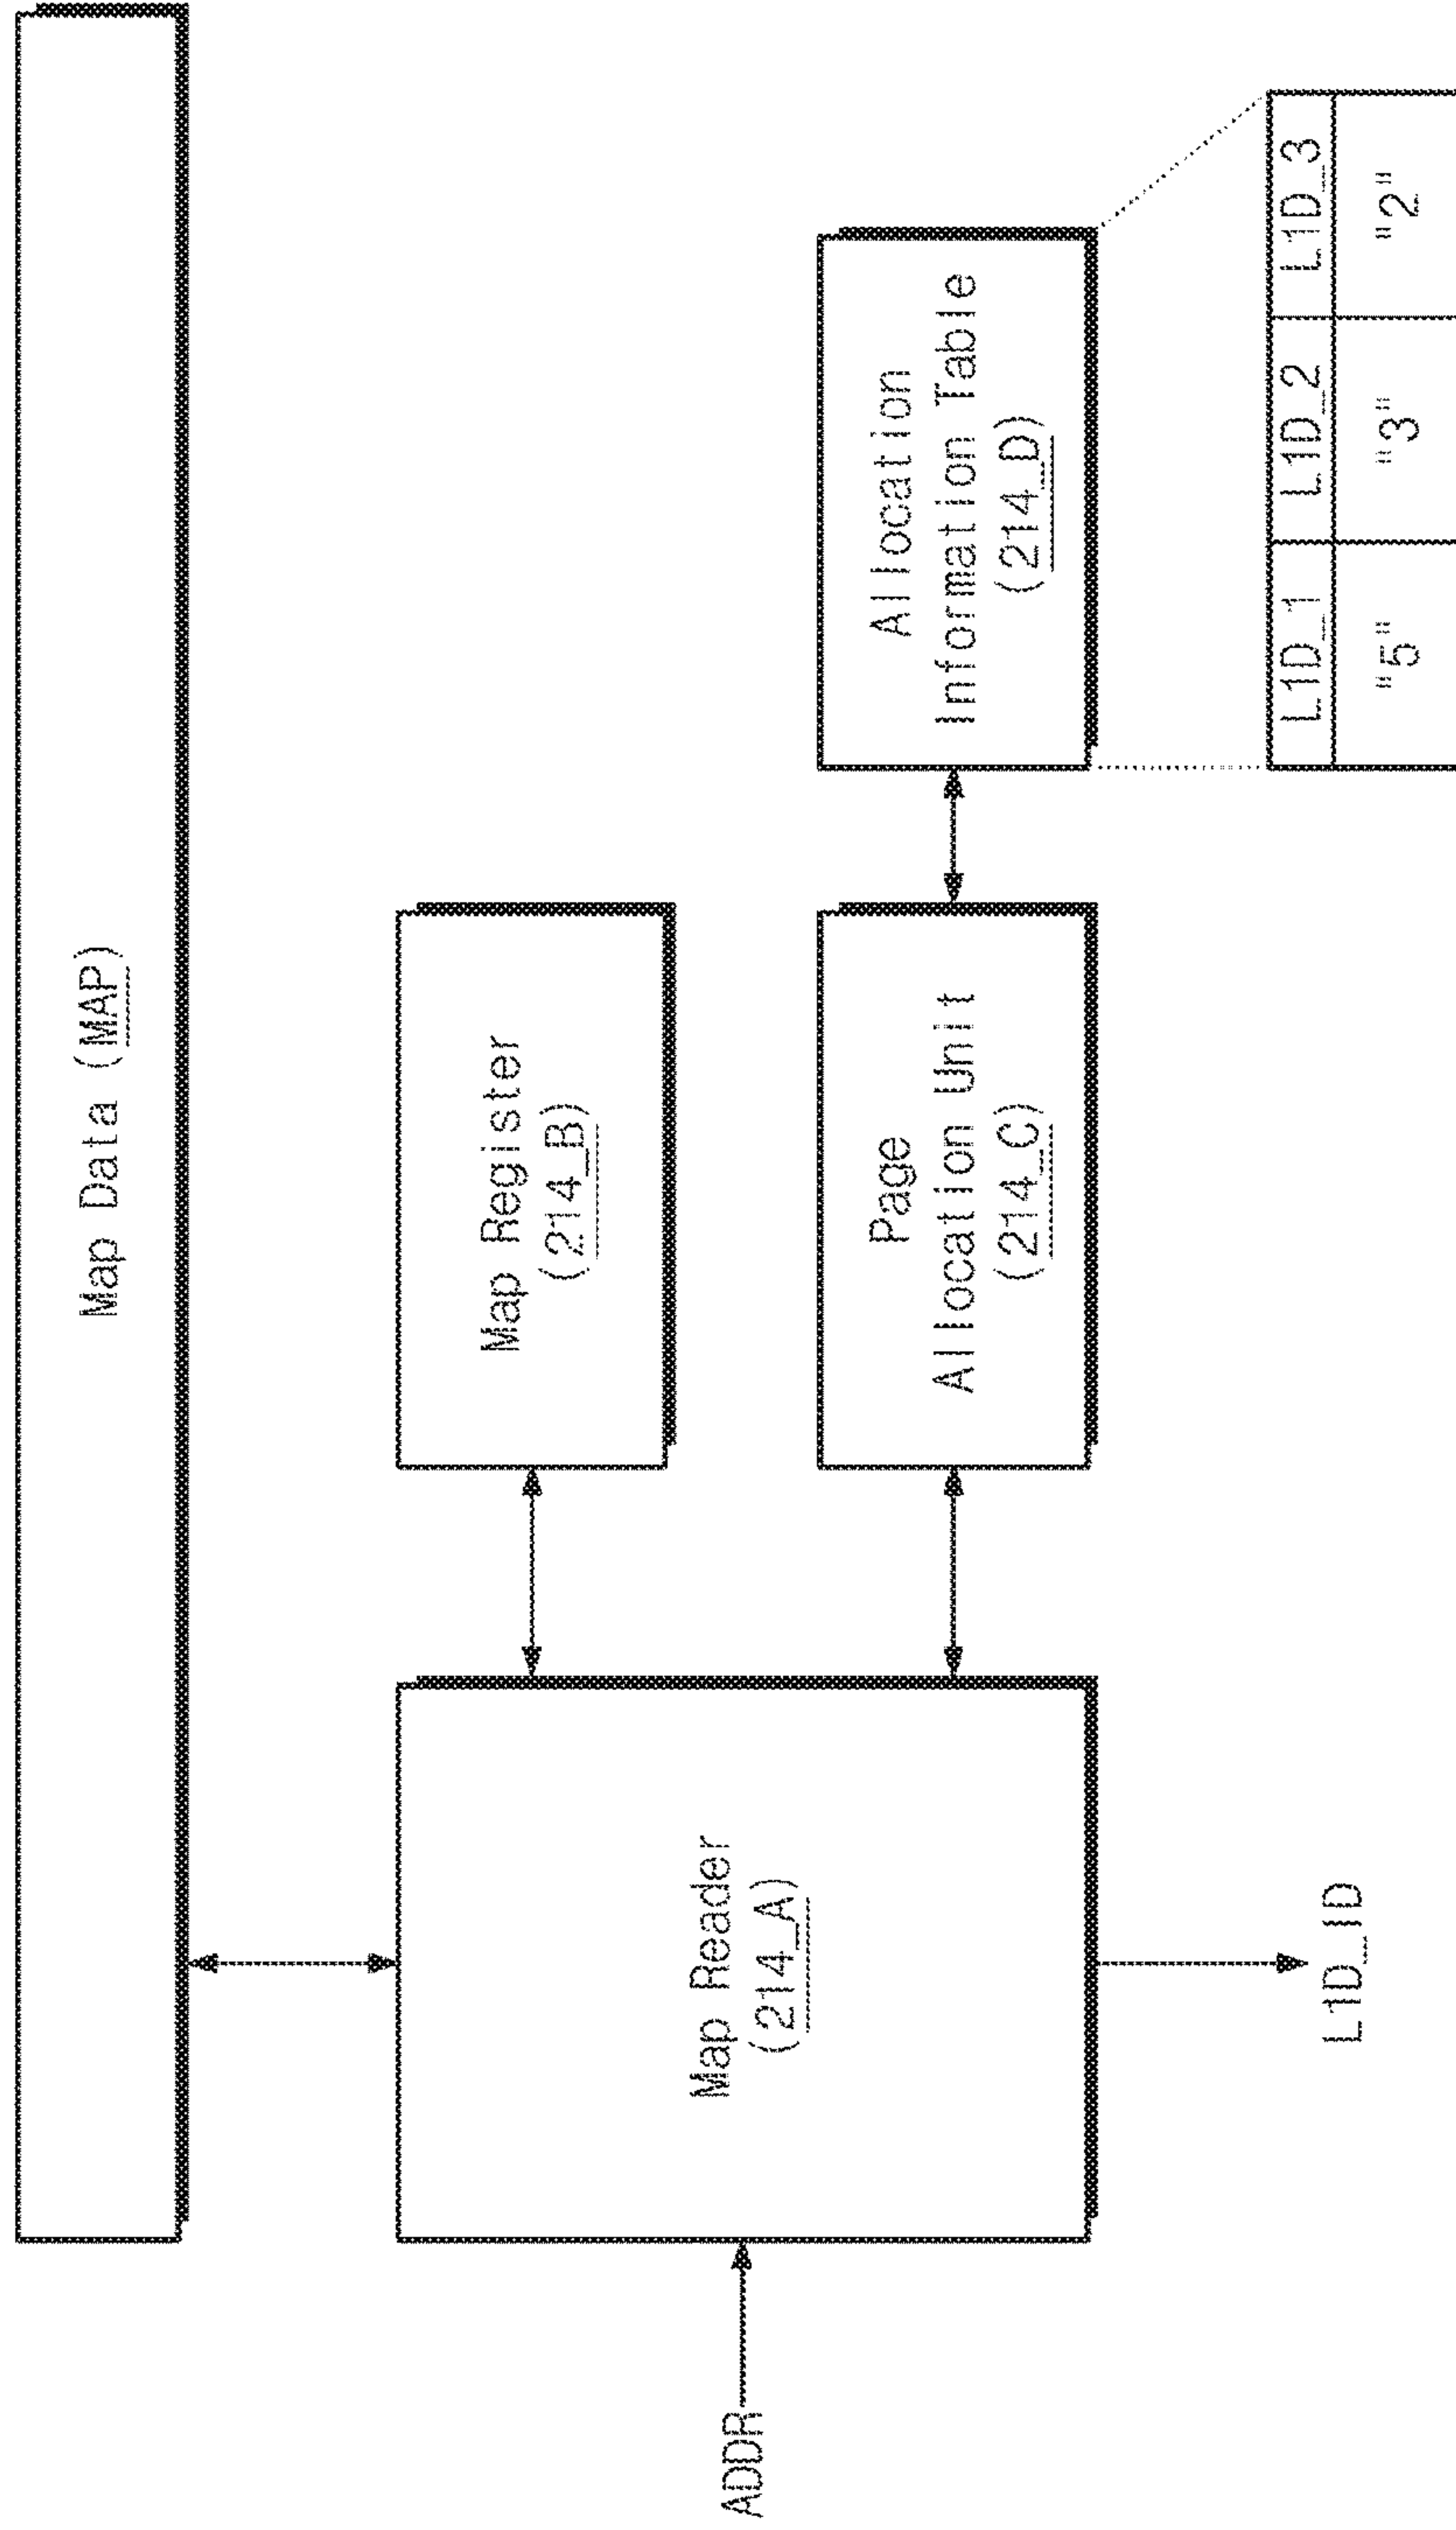 Map Data (MAP)
Map Register
(214_B)
ADDR
Map Reader
(214_A)
Page
Allocation Unit
(214_C)
Allocation
Information Table
(214_D)
L1D_ID
L1D_1 L1D_2 L1D_3
"5" "3" "2"